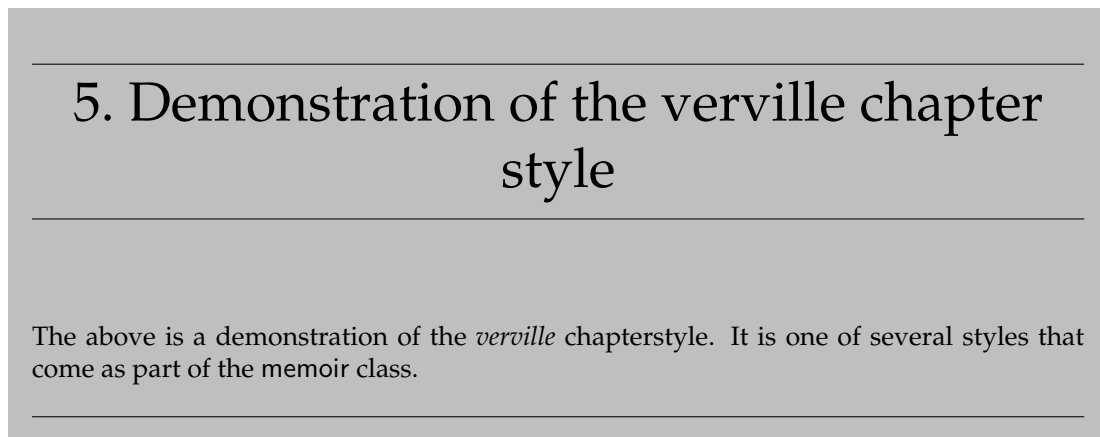 5. Demonstration of the verville chapter
style
The above is a demonstration of the verville chapterstyle. It is one of several styles that
come as part of the memoir class.